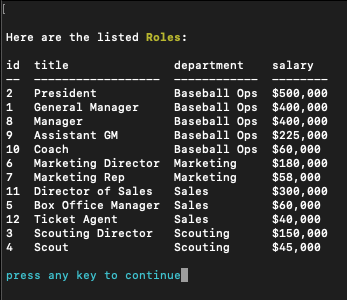 Here are the listed Roles:
id title department salary
-- ------------------ ------------ --------
2 President Baseball Ops $500,000
1 General Manager Baseball Ops $400,000
8 Manager Baseball Ops $400,000
9 Assistant GM Baseball Ops $225,000
10 Coach Baseball Ops $60,000
6 Marketing Director Marketing $180,000
7 Marketing Rep Marketing $58,000
11 Director of Sales Sales $300,000
5 Box Office Manager Sales $60,000
12 Ticket Agent Sales $40,000
3 Scouting Director Scouting $150,000
4 Scout Scouting $45,000
press any key to continue